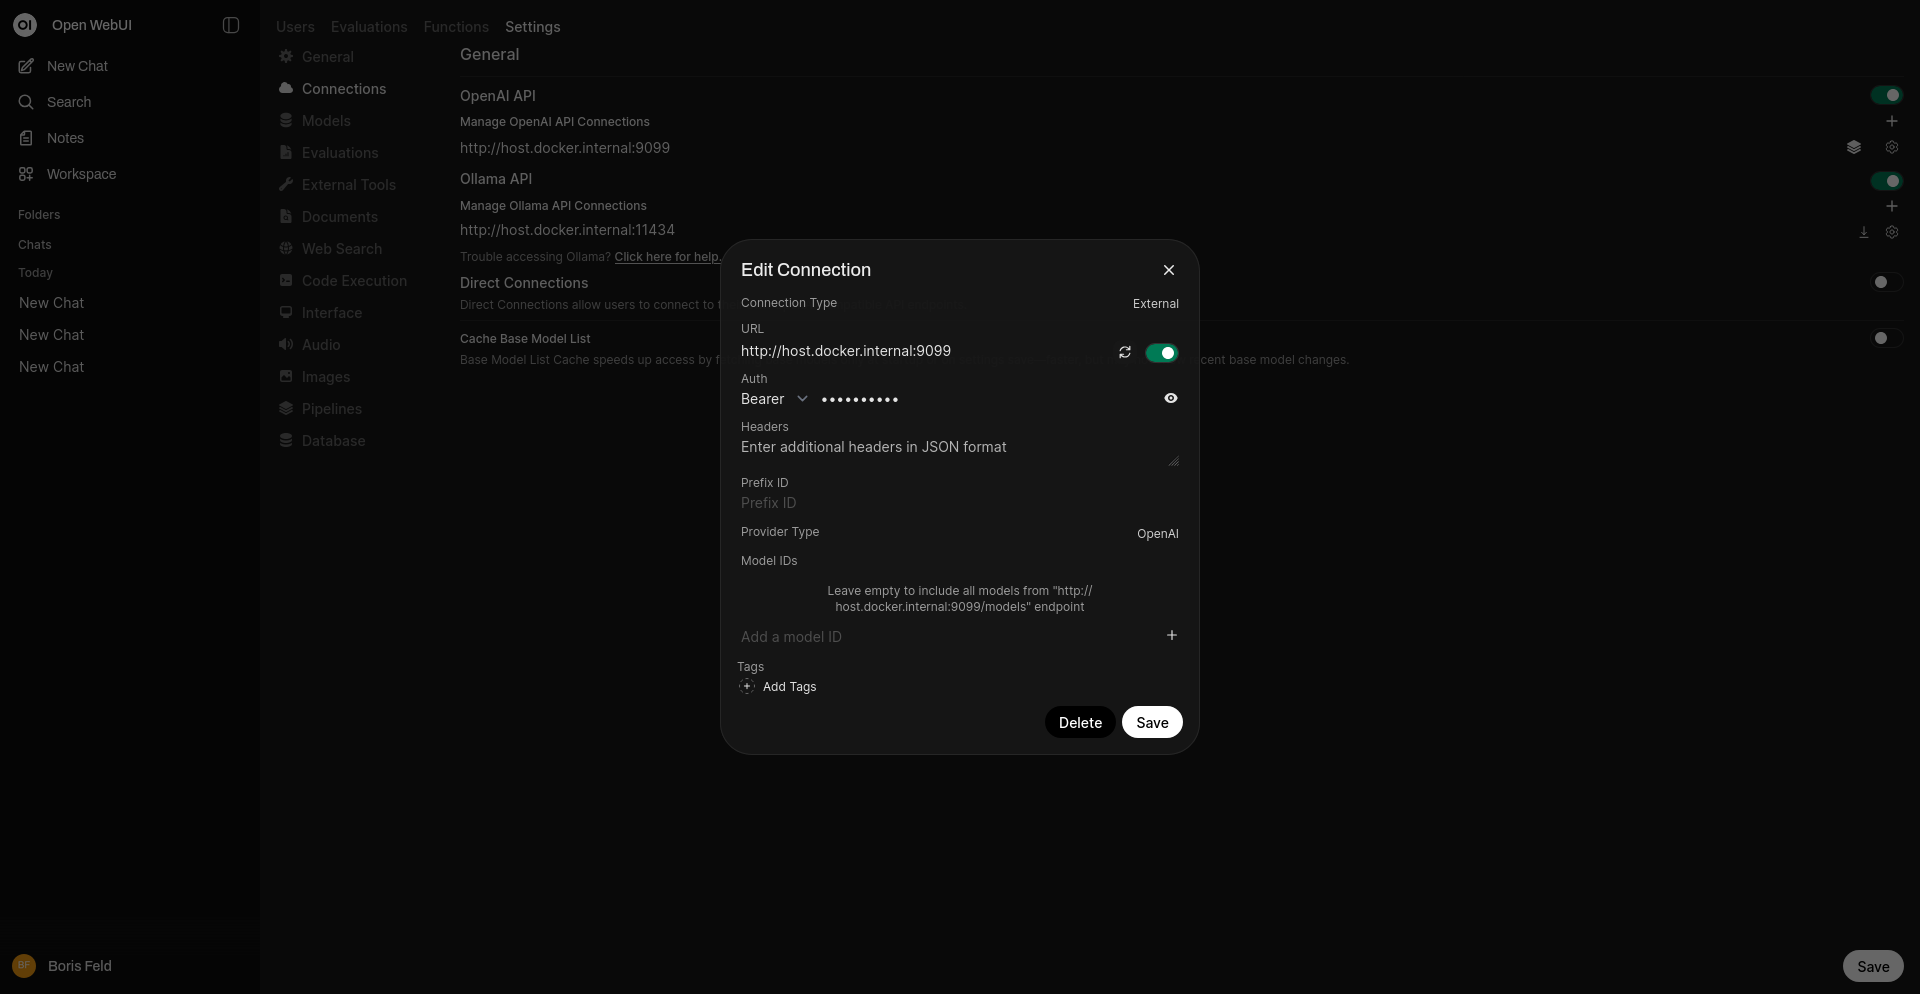 OI Open WebUI
New Chat
Search
Notes
Workspace
Folders
Chats
Today
New Chat
New Chat
New Chat
BF Boris Feld
Users Evaluations Functions Settings
General
Connections
Models
Evaluations
External Tools
Documents
Web Search
Code Execution
Interface
Audio
Images
Pipelines
Database
General
OpenAI API
Manage OpenAI API Connections
http://host.docker.internal:9099
Ollama API
Manage Ollama API Connections
http://host.docker.internal:11434
Trouble accessing Ollama? Click here for help.
Direct Connections
Direct Connections allow users to connect to
Cache Base Model List
Base Model List Cache speeds up access by
base model changes.
Edit Connection
Connection Type External
URL
http://host.docker.internal:9099
Auth
Bearer ••••••••••
Headers
Enter additional headers in JSON format
Prefix ID
Prefix ID
Provider Type OpenAI
Model IDs
Leave empty to include all models from "http://
host.docker.internal:9099/models" endpoint
Add a model ID
Tags
Add Tags
Delete Save
Save